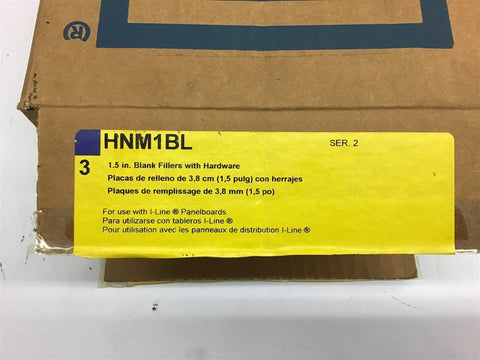 ®
HNM1BL
SER. 2
3
1.5 in. Blank Fillers with Hardware
Placas de relleno de 3,8 cm (1,5 pulg) con herrajes
Plaques de remplissage de 3,8 mm (1,5 po)
For use with I-Line ® Panelboards
Para utilizarse con tableros I-Line ®
Pour utilisation avec les panneaux de distribution I-Line ®